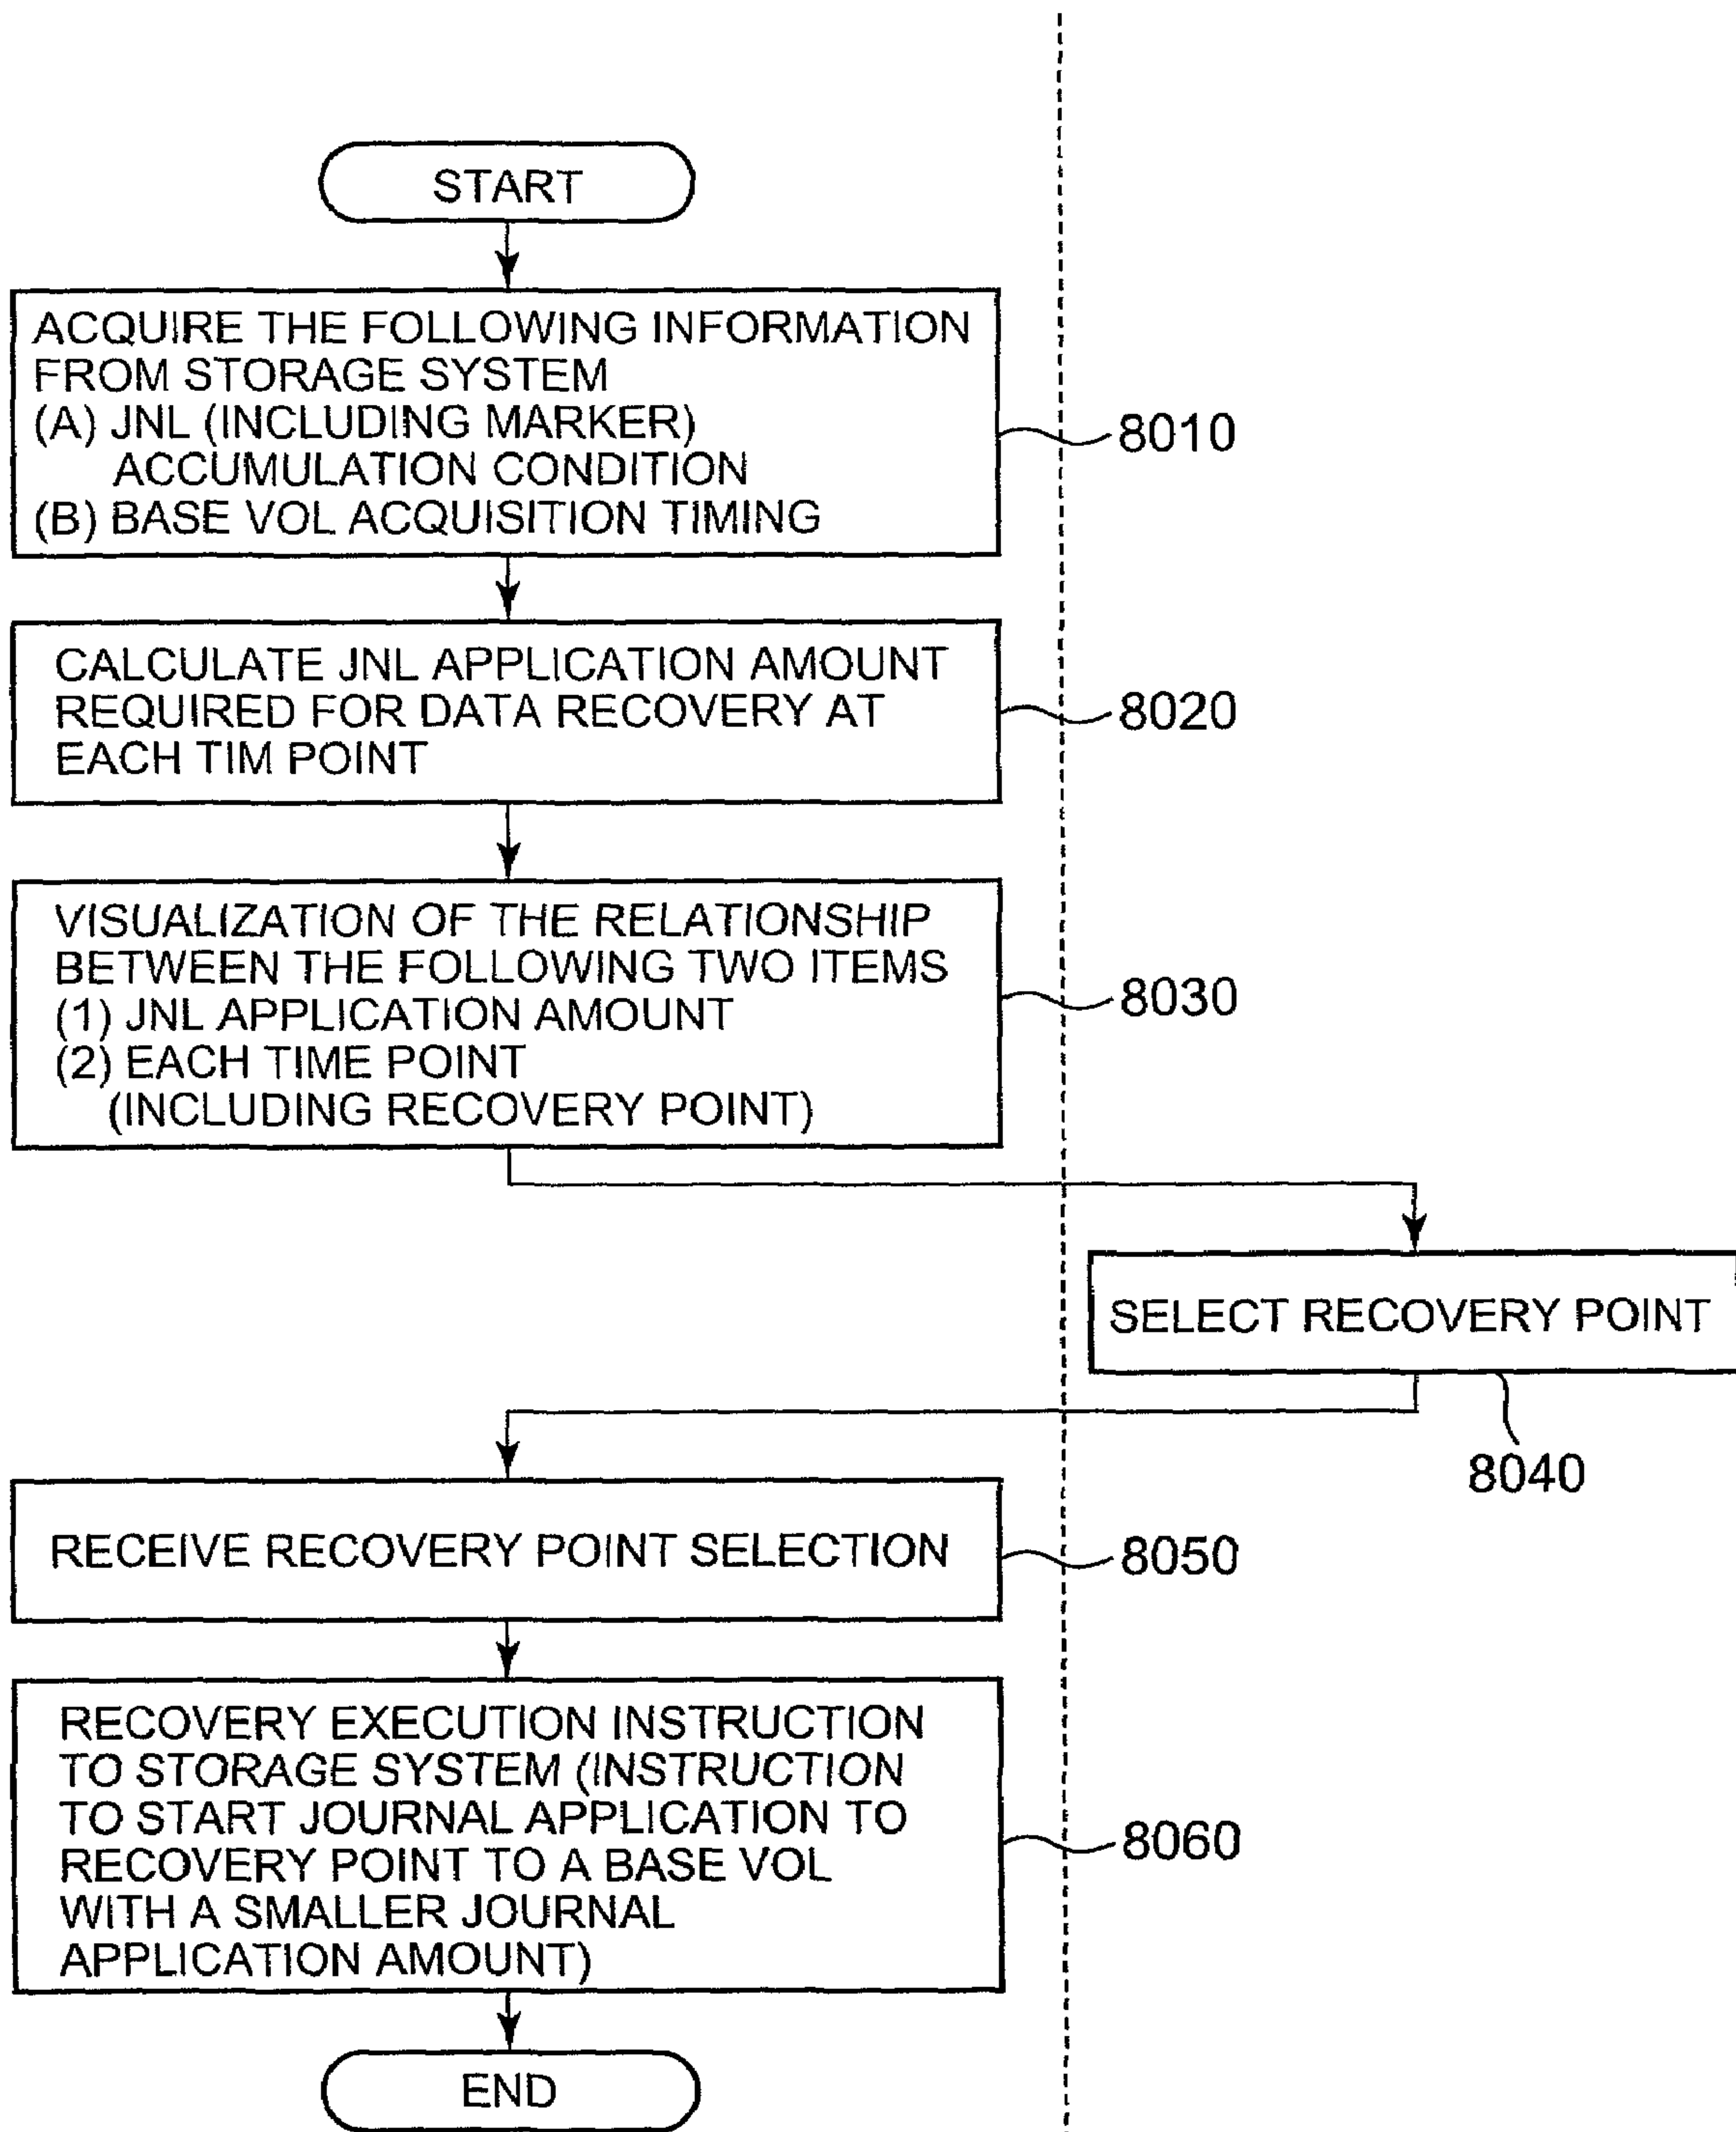 START
ACQUIRE THE FOLLOWING INFORMATION
FROM STORAGE SYSTEM
(A) JNL (INCLUDING MARKER)
ACCUMULATION CONDITION
(B) BASE VOL ACQUISITION TIMING
8010
CALCULATE JNL APPLICATION AMOUNT
REQUIRED FOR DATA RECOVERY AT
EACH TIM POINT
8020
VISUALIZATION OF THE RELATIONSHIP
BETWEEN THE FOLLOWING TWO ITEMS
(1) JNL APPLICATION AMOUNT
(2) EACH TIME POINT
(INCLUDING RECOVERY POINT)
8030
SELECT RECOVERY POINT
8040
RECEIVE RECOVERY POINT SELECTION
8050
RECOVERY EXECUTION INSTRUCTION
TO STORAGE SYSTEM (INSTRUCTION
TO START JOURNAL APPLICATION TO
RECOVERY POINT TO A BASE VOL
WITH A SMALLER JOURNAL
APPLICATION AMOUNT)
8060
END